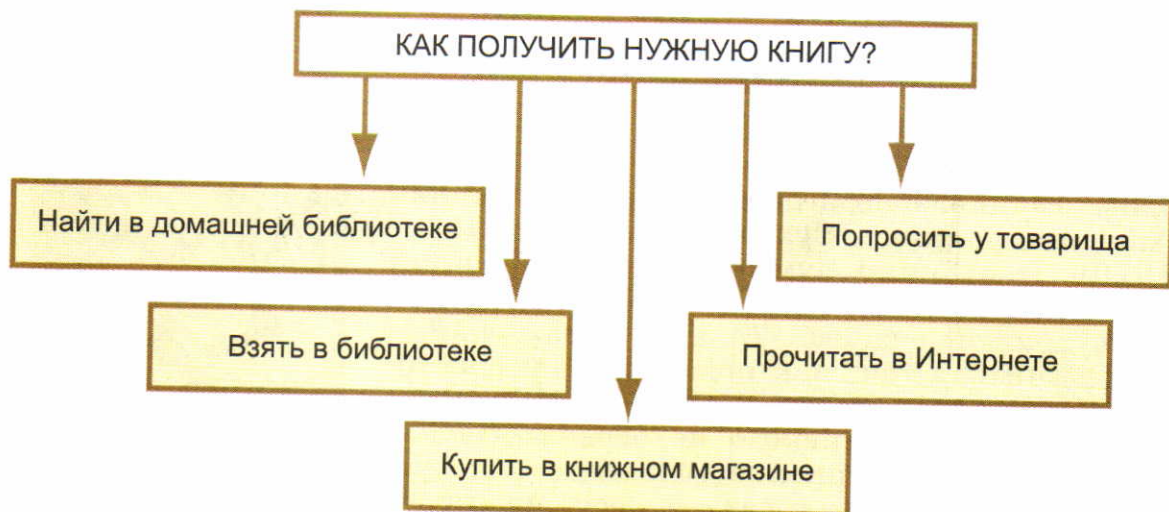 КАК ПОЛУЧИТЬ НУЖНУЮ КНИГУ?
Найти в домашней библиотеке
Попросить у товарища
Взять в библиотеке
Прочитать в Интернете
Купить в книжном магазине